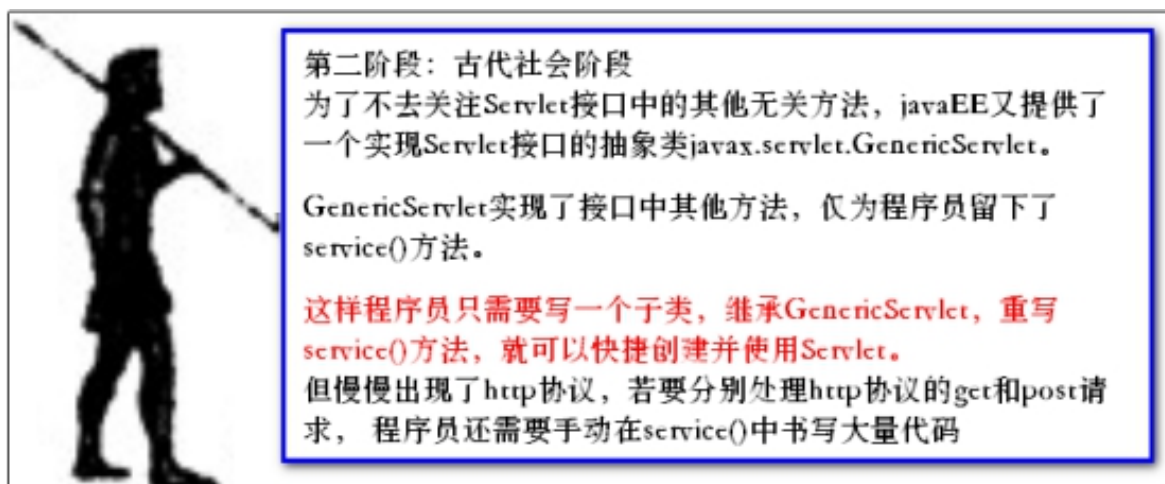 第二阶段：古代社会阶段
为了不去关注Servlet接口中的其他无关方法，javaEE又提供了
一个实现Servlet接口的抽象类javax.servlet.GenericServlet。
GenericServlet实现了接口中其他方法，仅为程序员留下了
service()方法。
这样程序员只需要写一个子类，继承GenericServlet，重写
service()方法，就可以快捷创建并使用Servlet。
但慢慢出现了http协议，若要分别处理http协议的get和post请
求， 程序员还需要手动在service()中书写大量代码